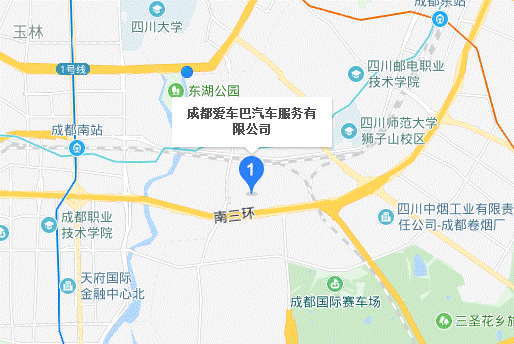 四川大学
成都东站
玉林
1号线
四川邮电职业
技术学院
东湖公园
成都爱车巴汽车服务有
限公司
成都南站
四川师范大学
狮子山校区
1
成都职业
技术学院
南三环
四川中烟工业有限责
任公司-成都卷烟厂
天府国际
金融中心北
成都国际赛车场
三圣花乡旅